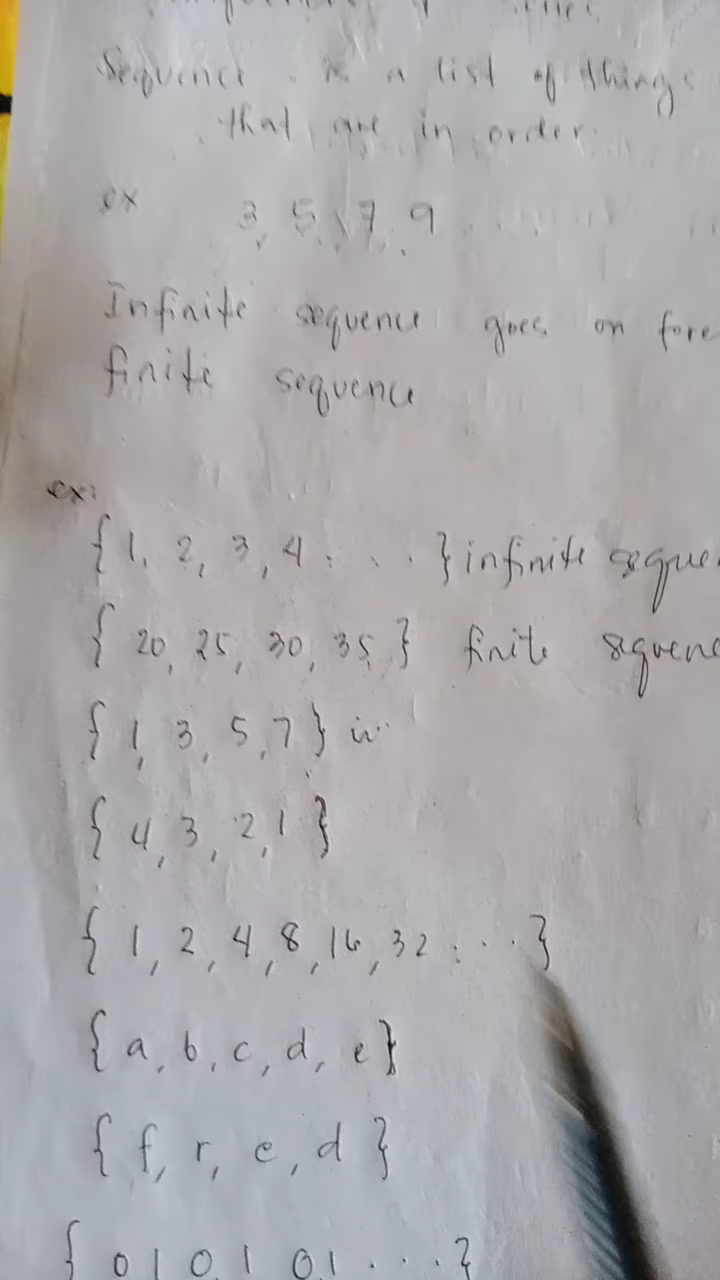 Sequence is a list of things
that are in order.
ex 3, 5, 7, 9
Infinite sequence goes on fore
finite sequence
ex:
{1, 2, 3, 4 . . . } infinite seque
{20, 25, 30, 35} finite sequenc
{1, 3, 5, 7} in
{4, 3, 2, 1}
{1, 2, 4, 8, 16, 32 . . . }
{a, b, c, d, e}
{f, r, e, d}
{0 1 0 1 0 1 . . . }